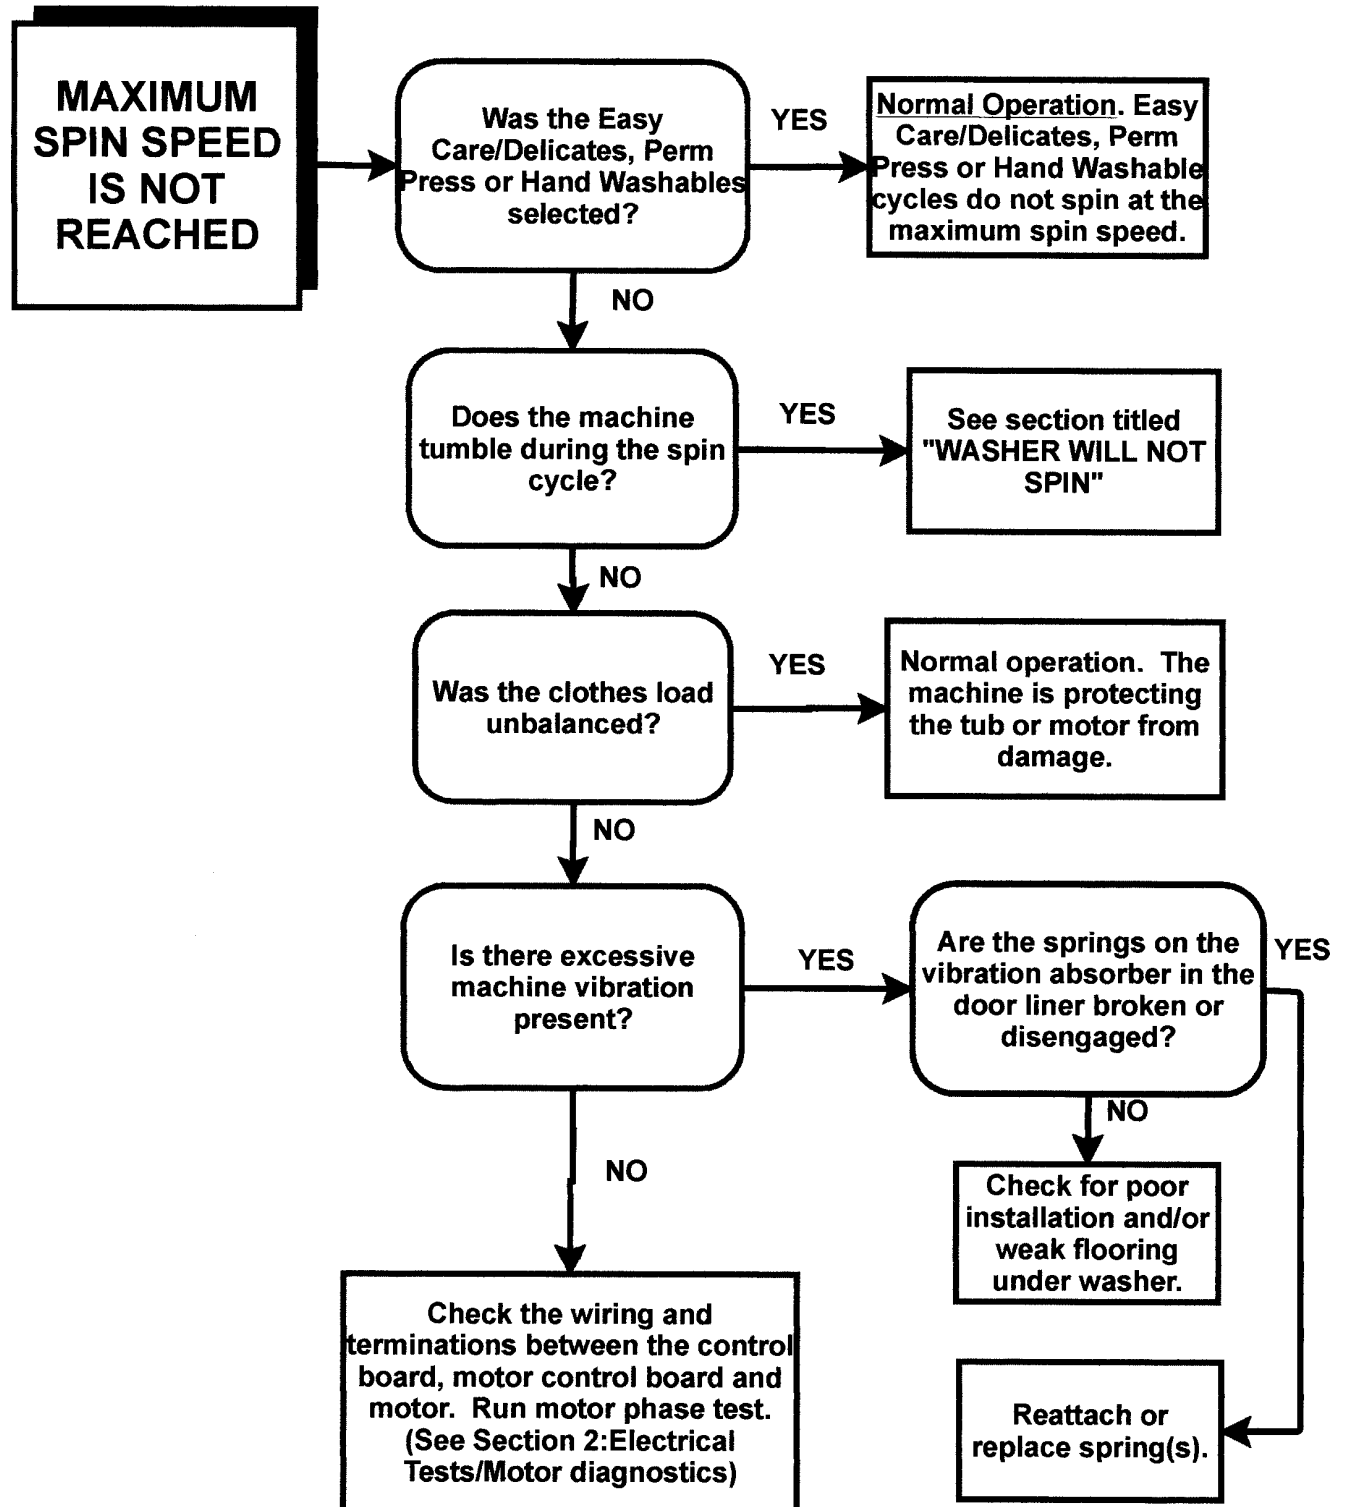 MAXIMUM
SPIN SPEED
IS NOT
REACHED
Was the Easy
Care/Delicates, Perm
Press or Hand Washables
selected?
YES
Normal Operation. Easy
Care/Delicates, Perm
Press or Hand Washable
cycles do not spin at the
maximum spin speed.
NO
Does the machine
tumble during the spin
cycle?
YES
See section titled
"WASHER WILL NOT
SPIN"
NO
Was the clothes load
unbalanced?
YES
Normal operation. The
machine is protecting
the tub or motor from
damage.
NO
Is there excessive
machine vibration
present?
YES
Are the springs on the
vibration absorber in the
door liner broken or
disengaged?
YES
NO
Check for poor
installation and/or
weak flooring
under washer.
NO
Check the wiring and
terminations between the control
board, motor control board and
motor. Run motor phase test.
(See Section 2:Electrical
Tests/Motor diagnostics)
Reattach or
replace spring(s).